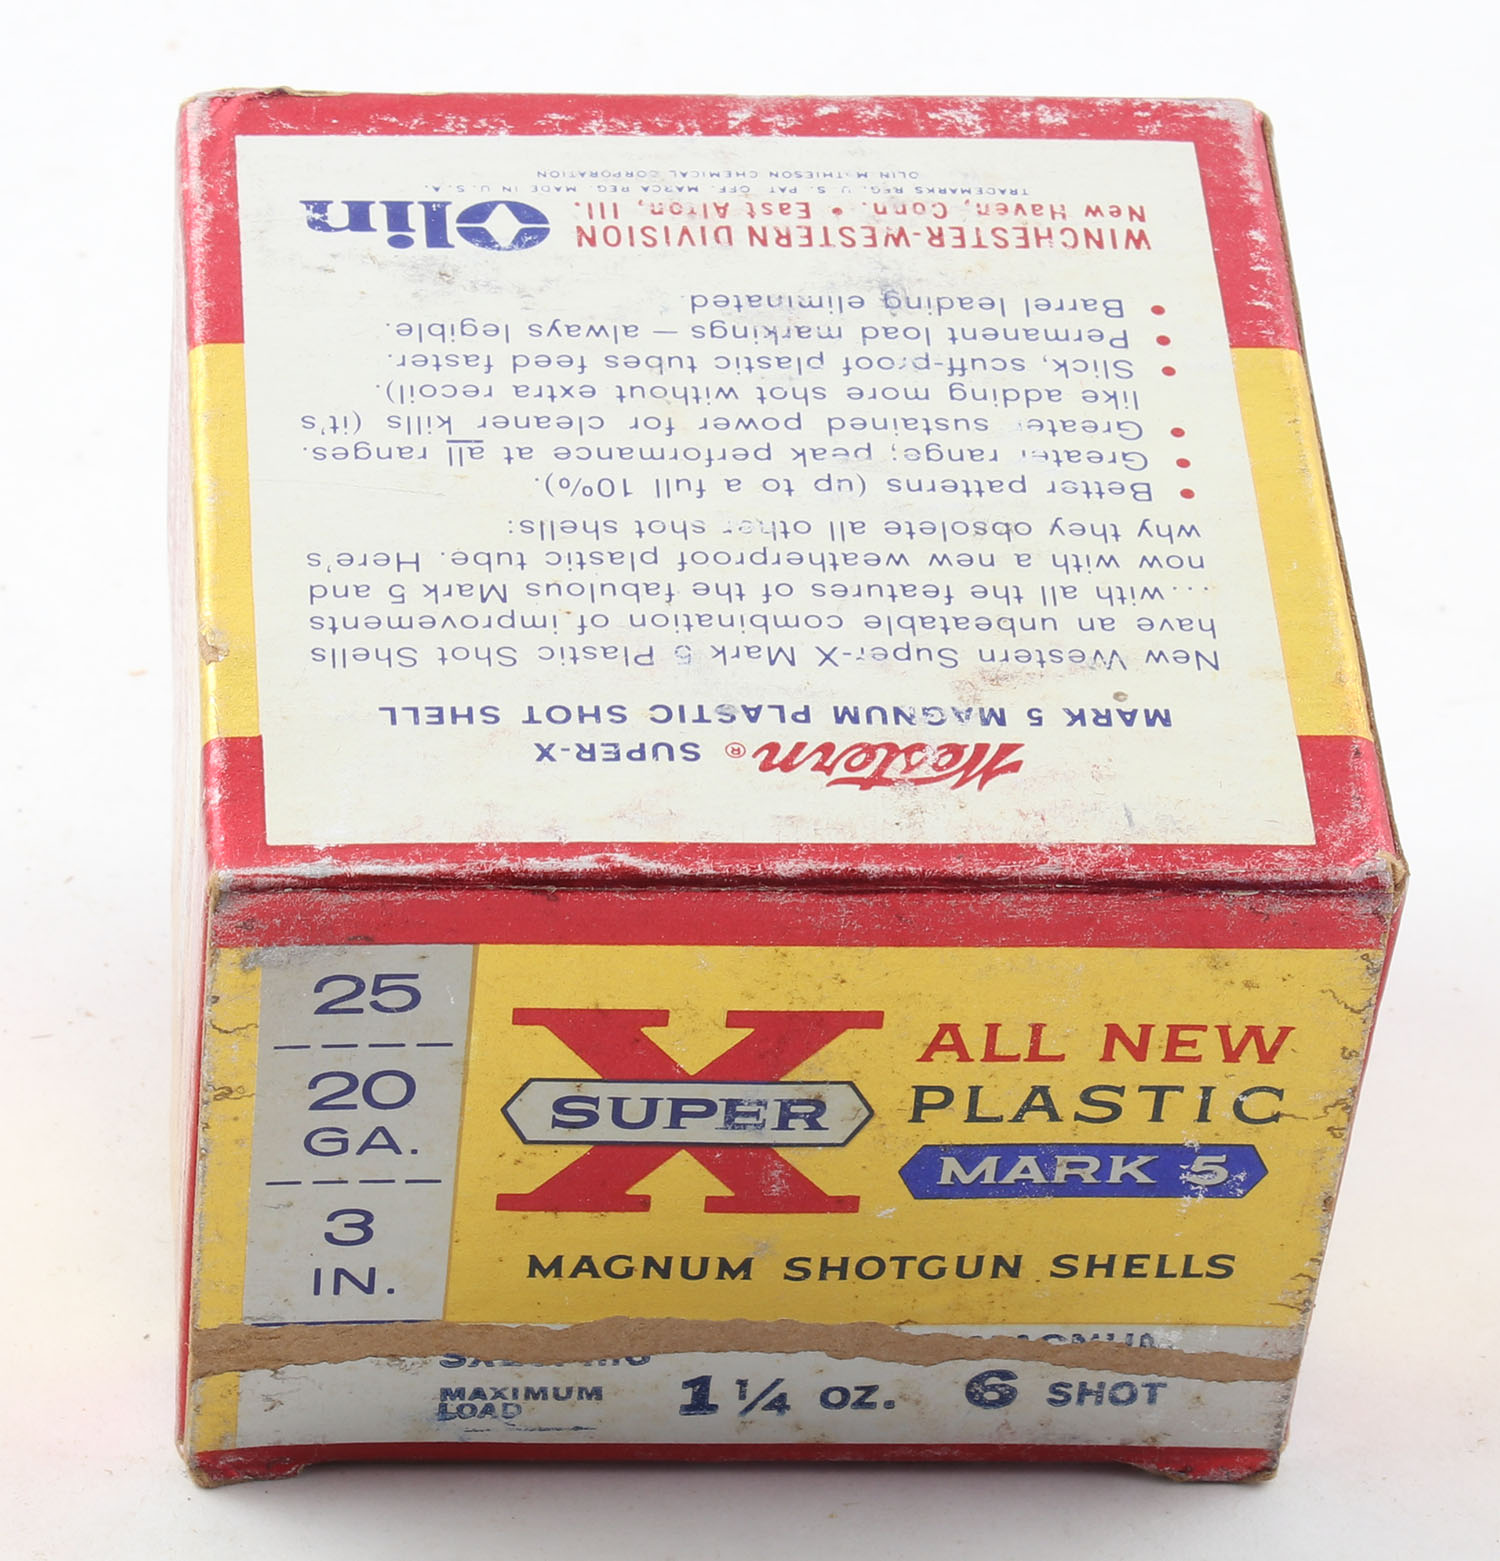 Western ® SUPER-X
MARK 5 MAGNUM PLASTIC SHOT SHELL
New Western Super-X Mark 5 Plastic Shot Shells
have an unbeatable combination of improvements
...with all the features of the fabulous Mark 5 and
now with a new weatherproof plastic tube. Here's
why they obsolete all other shot shells:
• Better patterns (up to a full 10%).
• Greater range; peak performance at all ranges.
• Greater sustained power for cleaner kills (it's
like adding more shot without extra recoil).
• Slick, scuff-proof plastic tubes feed faster.
• Permanent load markings — always legible.
• Barrel leading eliminated.
WINCHESTER-WESTERN DIVISION
New Haven, Conn. • East Alton, Ill.
Olin
TRADEMARKS REG. U.S. PAT. OFF. MARCA REG. MADE IN U.S.A.
OLIN MATHIESON CHEMICAL CORPORATION
25
20
GA.
3
IN.
X
SUPER
ALL NEW
PLASTIC
MARK 5
MAGNUM SHOTGUN SHELLS
MAGNUM
MAXIMUM
LOAD
1 1/4 OZ. 6 SHOT